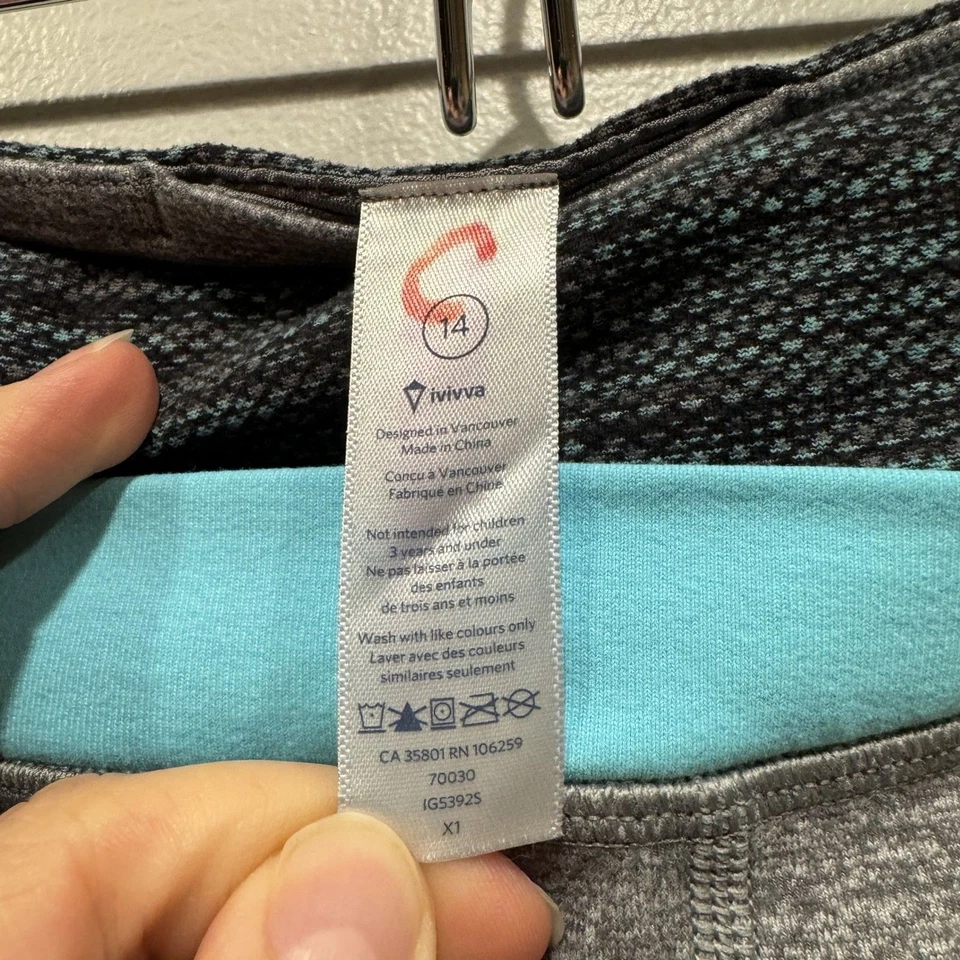 14
ivivva
Designed in Vancouver
Made in China
Conçu à Vancouver
Fabriqué en Chine
Not intended for children
3 years and under
Ne pas laisser à la portée
des enfants
de trois ans et moins
Wash with like colours only
Laver avec des couleurs
similaires seulement
CA 35801 RN 106259
70030
IG5392S
X1